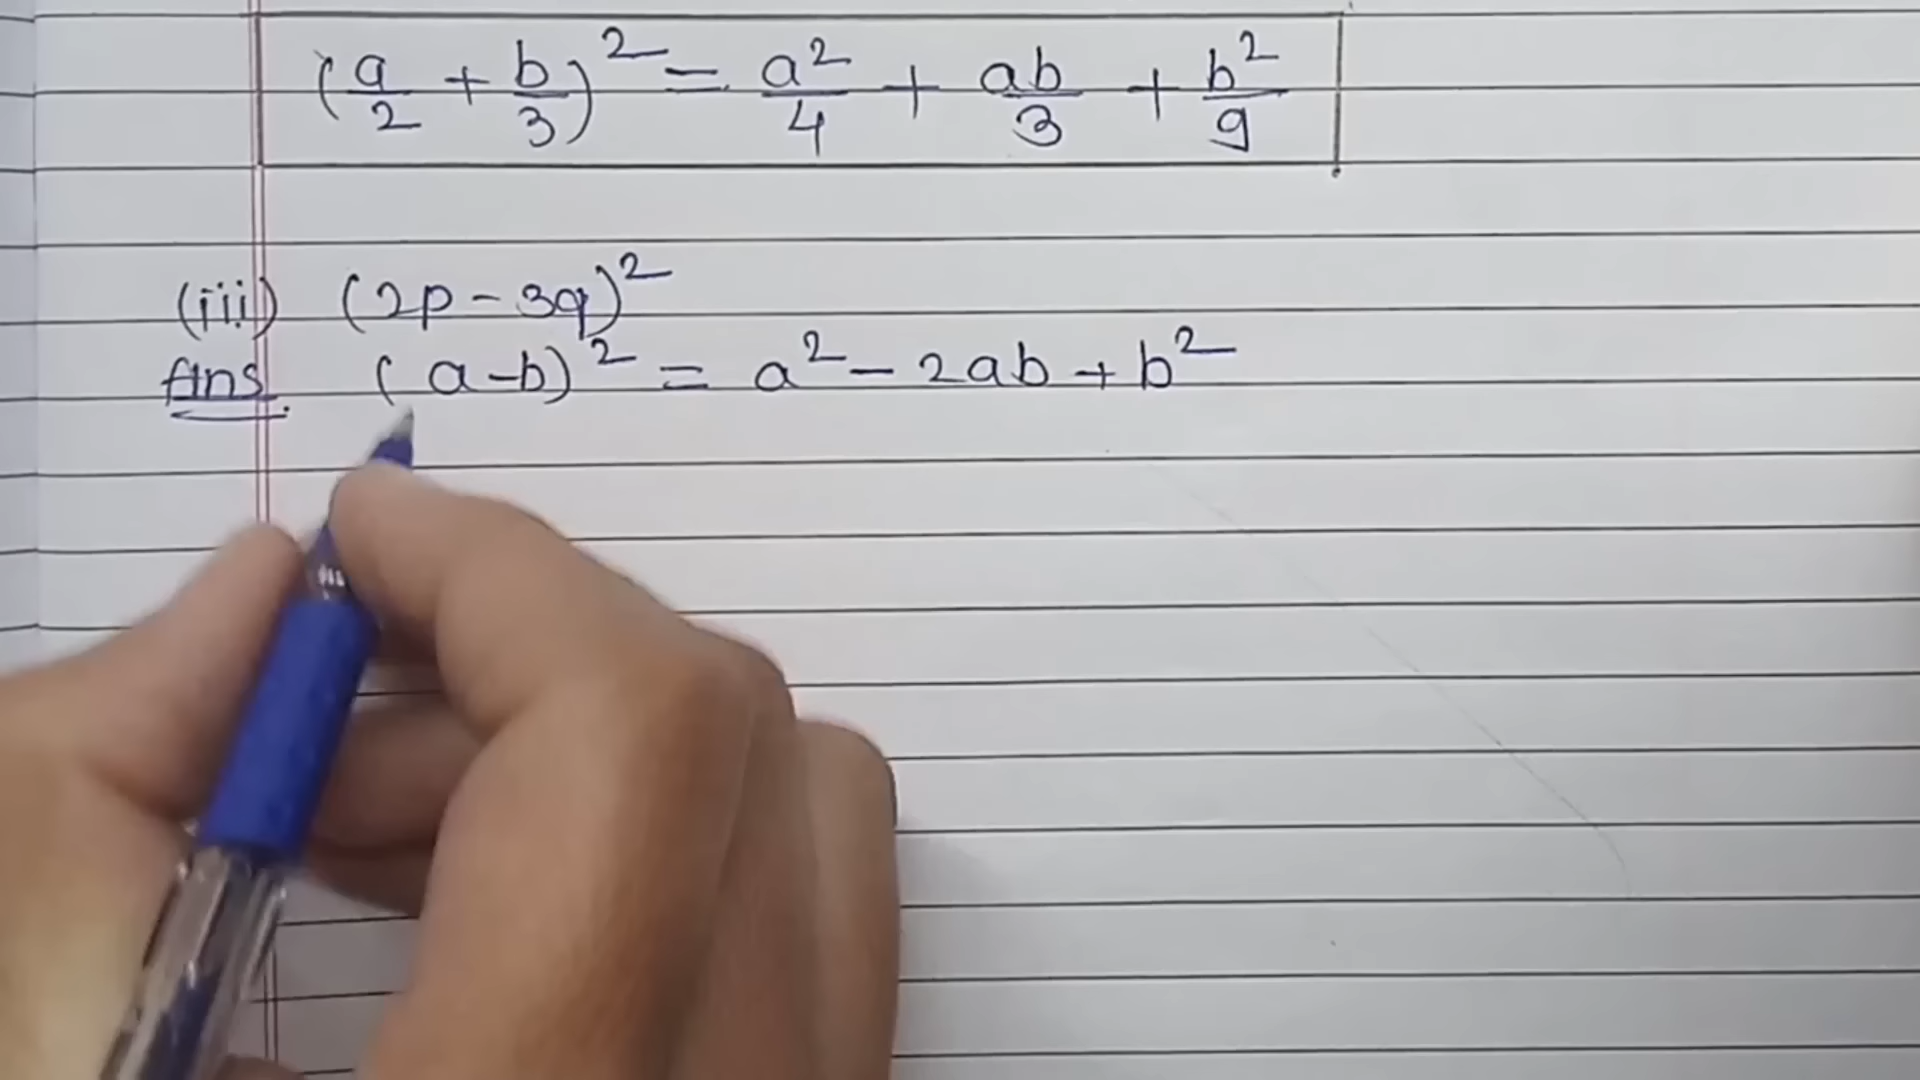 (a/2 + b/3)² = a²/4 + ab/3 + b²/9
(iii) (2p - 3q)²
Ans. (a-b)² = a² - 2ab + b²